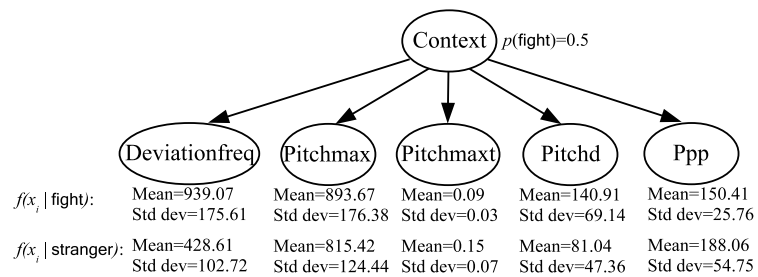 Context p(fight)=0.5
Deviationfreq Pitchmax Pitchmaxt Pitchd Ppp
f(x_i | fight): Mean=939.07 Mean=893.67 Mean=0.09 Mean=140.91 Mean=150.41
Std dev=175.61 Std dev=176.38 Std dev=0.03 Std dev=69.14 Std dev=25.76
f(x_i | stranger): Mean=428.61 Mean=815.42 Mean=0.15 Mean=81.04 Mean=188.06
Std dev=102.72 Std dev=124.44 Std dev=0.07 Std dev=47.36 Std dev=54.75